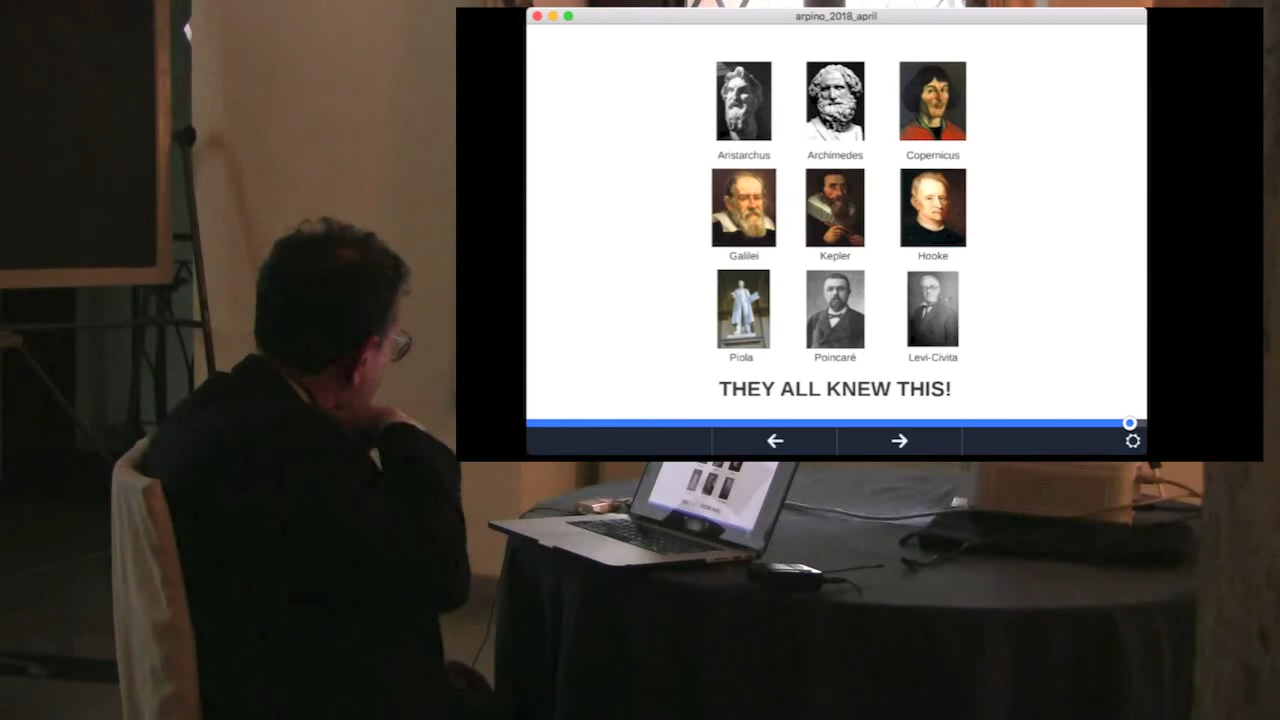 arpino_2018_april
Aristarchus Archimedes Copernicus
Galilei Kepler Hooke
Piola Poincaré Levi-Civita
THEY ALL KNEW THIS!